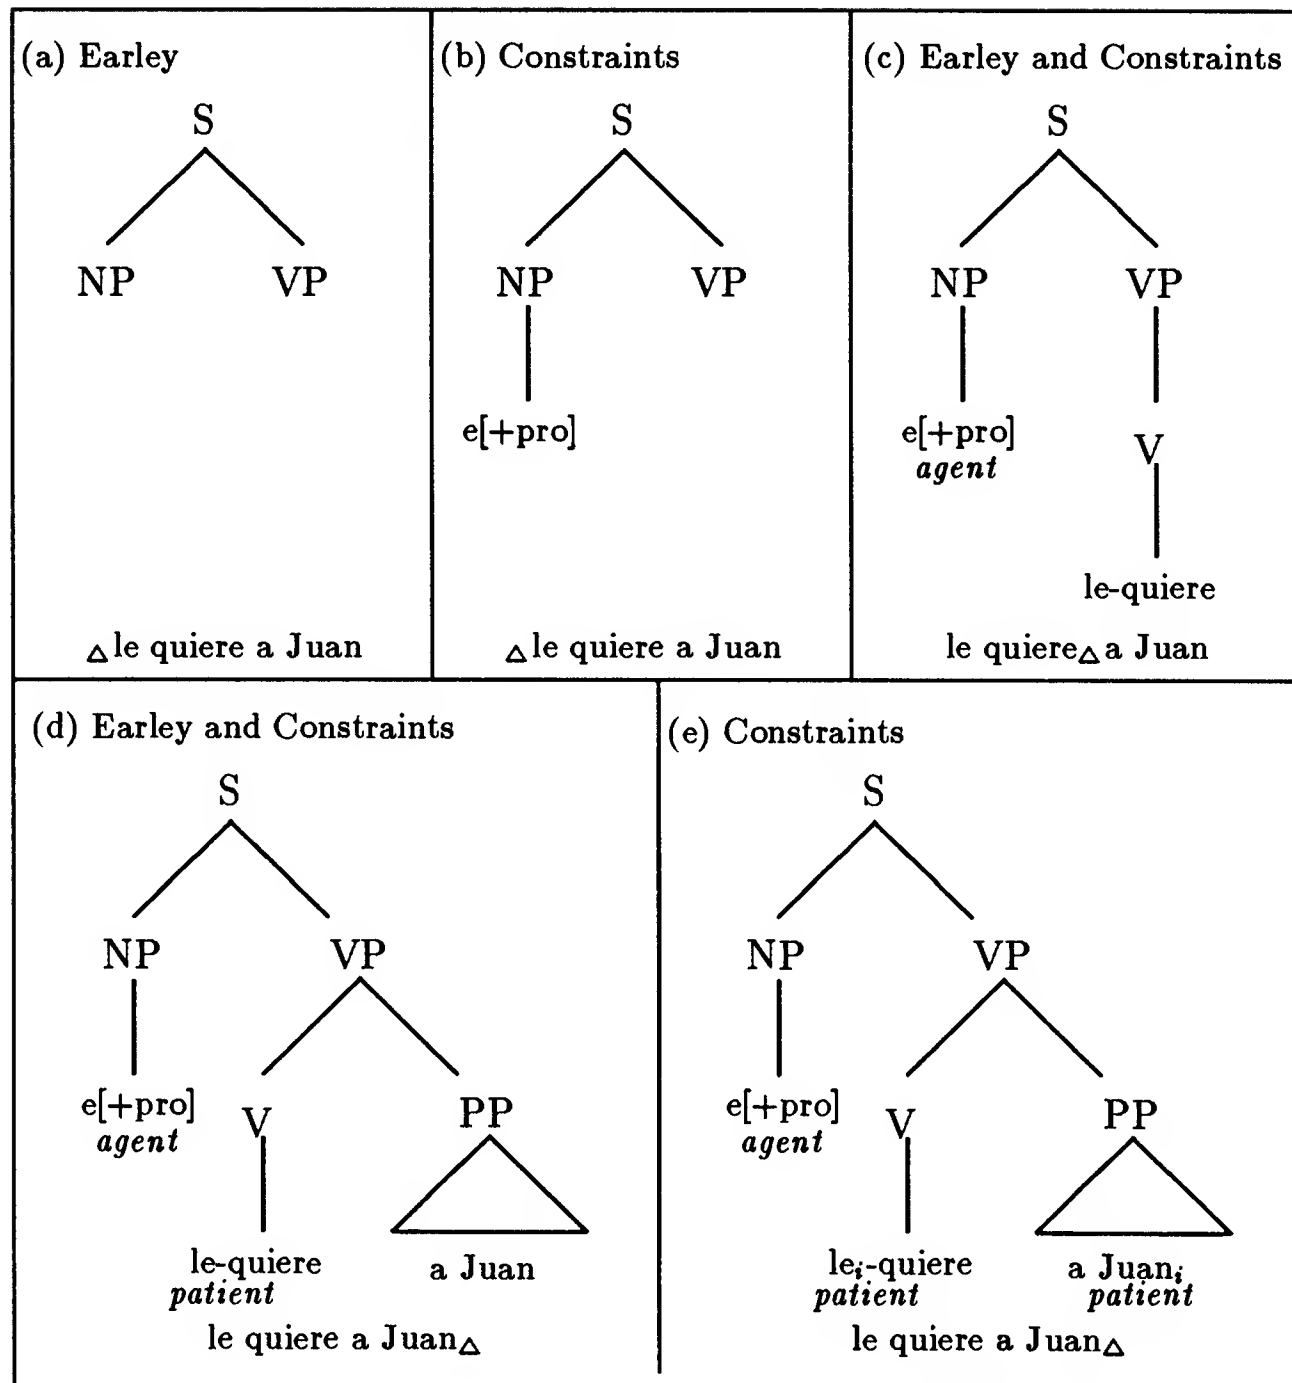 (a) Earley
S
NP VP
△le quiere a Juan
(b) Constraints
S
NP VP
e[+pro]
△le quiere a Juan
(c) Earley and Constraints
S
NP VP
e[+pro]
agent
V
le-quiere
le quiere△a Juan
(d) Earley and Constraints
S
NP VP
e[+pro]
agent
V PP
le-quiere a Juan
patient
le quiere a Juan△
(e) Constraints
S
NP VP
e[+pro]
agent
V PP
leᵢ-quiere a Juanᵢ
patient patient
le quiere a Juan△